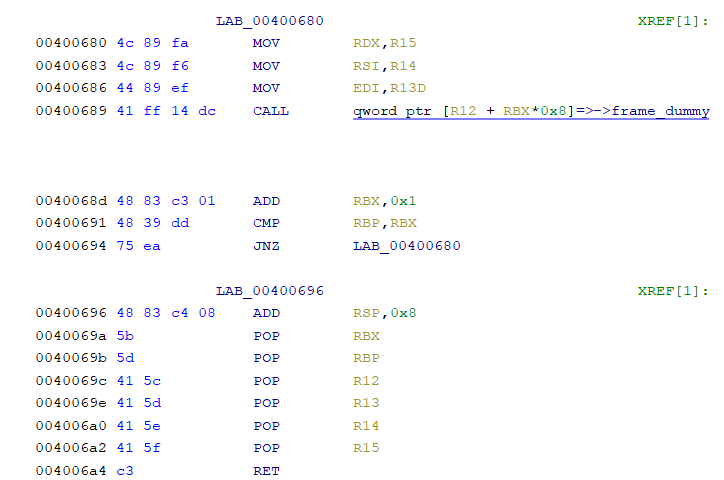 LAB_00400680 XREF[1]:
00400680 4c 89 fa MOV RDX,R15
00400683 4c 89 f6 MOV RSI,R14
00400686 44 89 ef MOV EDI,R13D
00400689 41 ff 14 dc CALL qword ptr [R12 + RBX*0x8]=>->frame_dummy
0040068d 48 83 c3 01 ADD RBX,0x1
00400691 48 39 dd CMP RBP,RBX
00400694 75 ea JNZ LAB_00400680
LAB_00400696 XREF[1]:
00400696 48 83 c4 08 ADD RSP,0x8
0040069a 5b POP RBX
0040069b 5d POP RBP
0040069c 41 5c POP R12
0040069e 41 5d POP R13
004006a0 41 5e POP R14
004006a2 41 5f POP R15
004006a4 c3 RET